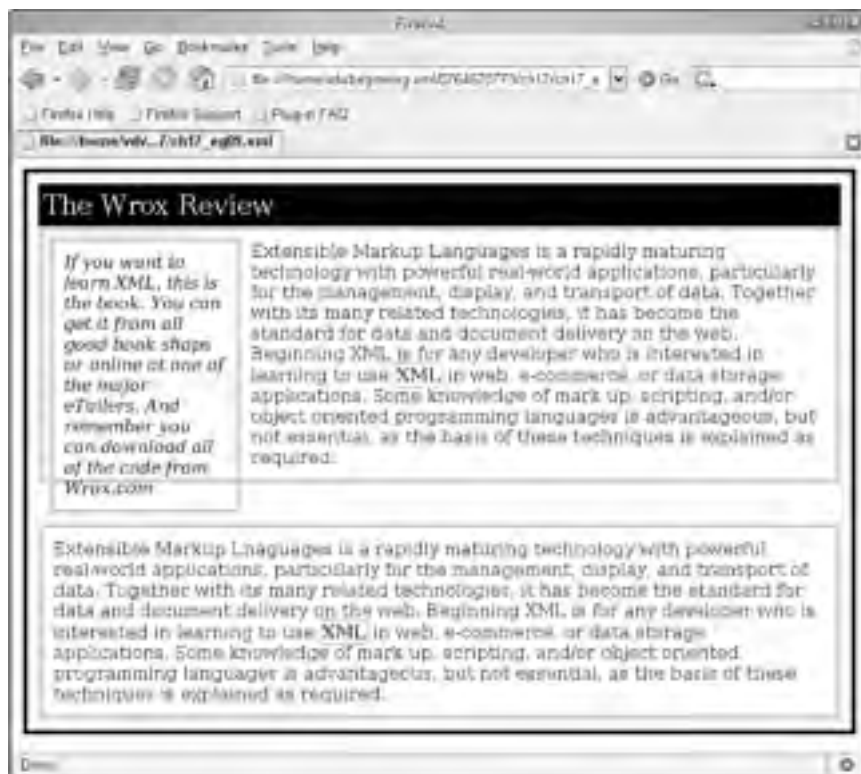 Firefox
File Edit View Go Bookmarks Tools Help
Go
Firefox Help Firefox Support Plug-in FAQ
The Wrox Review
If you want to
learn XML, this is
the book. You can
get it from all
good book shops
or online at one of
the major
eTailers. And
remember you
can download all
of the code from
Wrox.com
Extensible Markup Languages is a rapidly maturing
technology with powerful real-world applications, particularly
for the management, display, and transport of data. Together
with its many related technologies, it has become the
standard for data and document delivery on the web.
Beginning XML is for any developer who is interested in
learning to use XML in web, e-commerce, or data storage
applications. Some knowledge of mark up, scripting, and/or
object oriented programming languages is advantageous, but
not essential, as the basis of these techniques is explained as
required.
Extensible Markup Lnaguages is a rapidly maturing technology with powerful
real-world applications, particularly for the management, display, and transport of
data. Together with its many related technologies, it has become the standard for
data and document delivery on the web. Beginning XML is for any developer who is
interested in learning to use XML in web, e-commerce, or data storage
applications. Some knowledge of mark up, scripting, and/or object oriented
programming languages is advantageous, but not essential, as the basis of these
techniques is explained as required.
Done